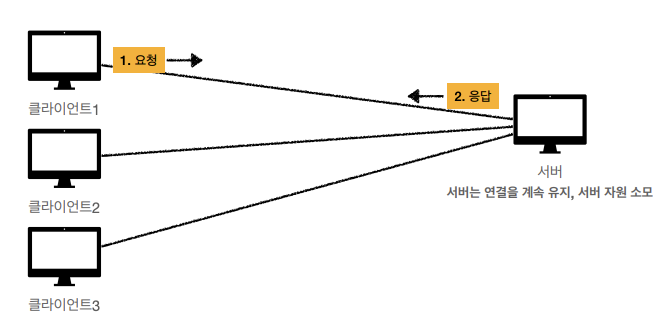 1. 요청
2. 응답
클라이언트1
클라이언트2
클라이언트3
서버
서버는 연결을 계속 유지, 서버 자원 소모